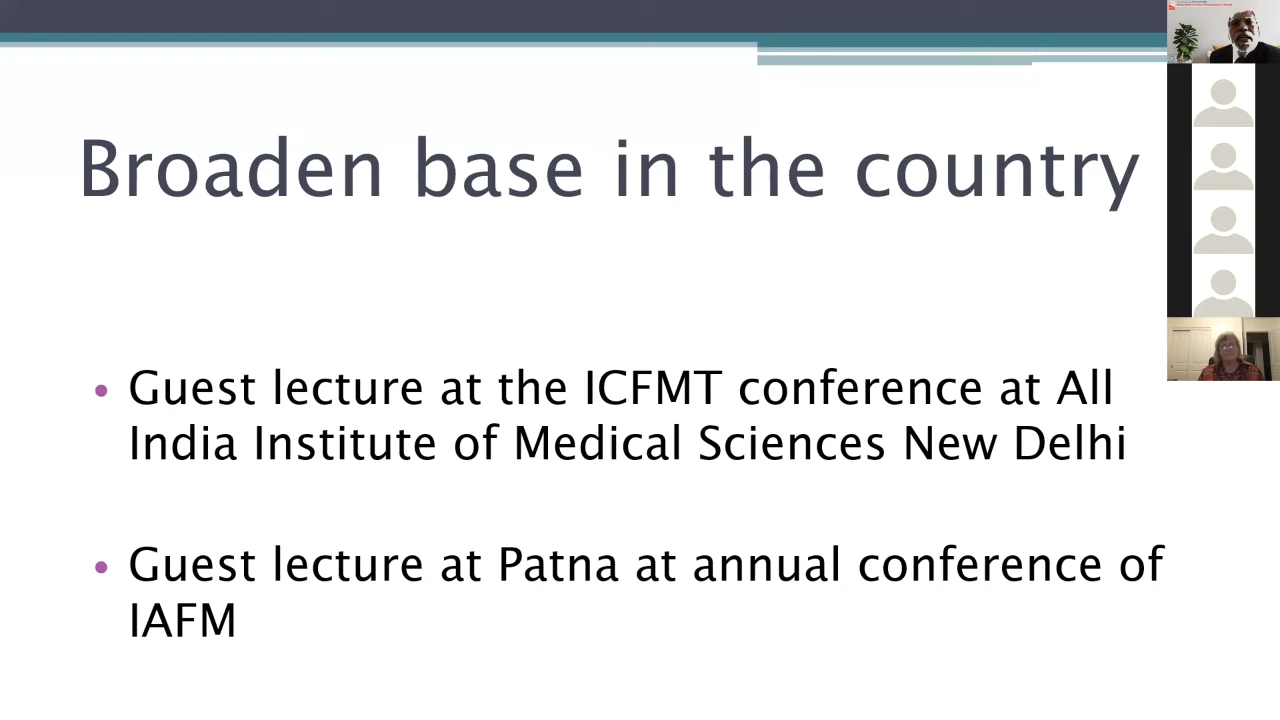 Broaden base in the country
• Guest lecture at the ICFMT conference at All
India Institute of Medical Sciences New Delhi
• Guest lecture at Patna at annual conference of
IAFM